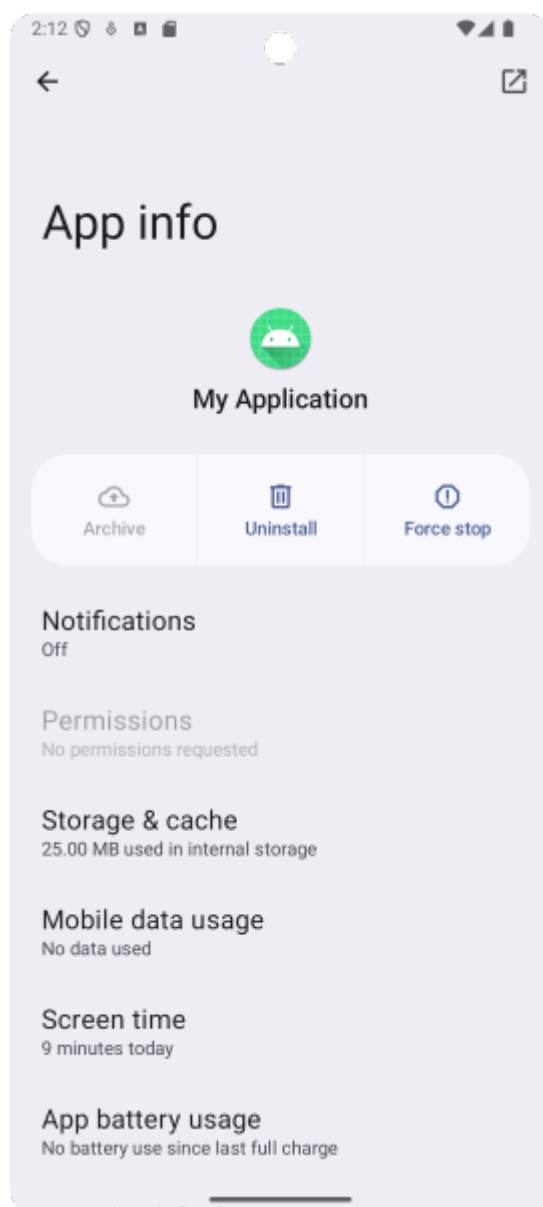 2:12
App info
My Application
Archive
Uninstall
Force stop
Notifications
Off
Permissions
No permissions requested
Storage & cache
25.00 MB used in internal storage
Mobile data usage
No data used
Screen time
9 minutes today
App battery usage
No battery use since last full charge